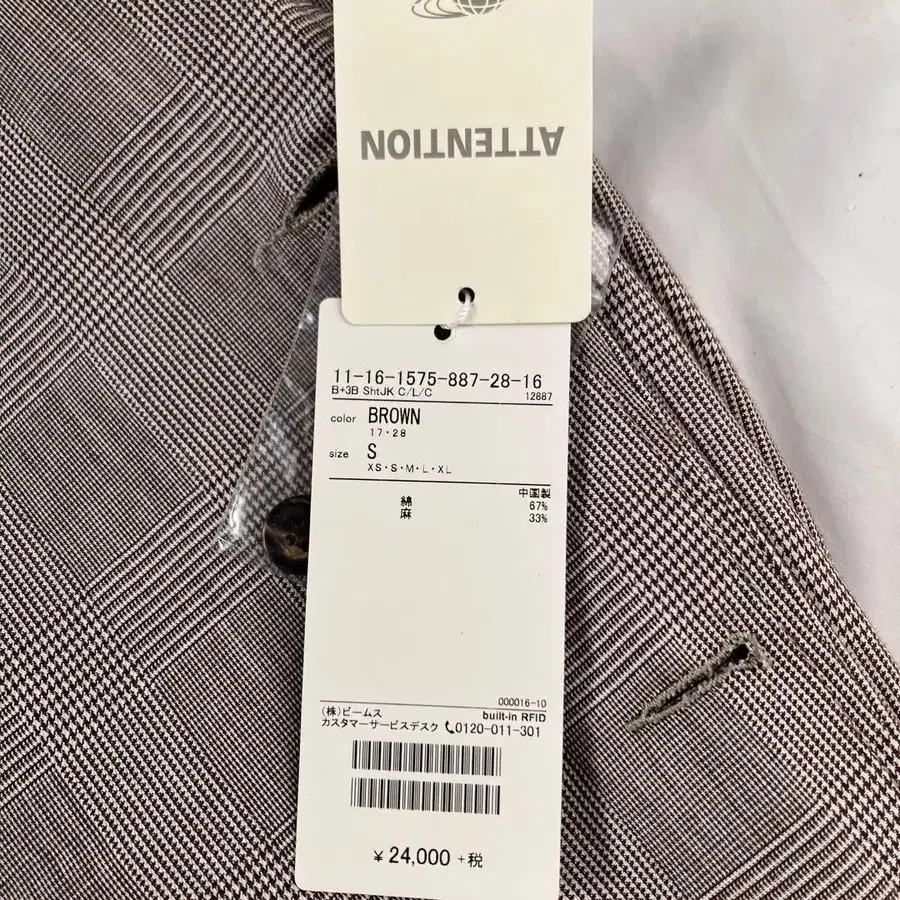 ATTENTION
11-16-1575-887-28-16
B+3B ShtJK C/L/C 12887
color BROWN
17・28
size S
XS・S・M・L・XL
中国製
綿 67%
麻 33%
000016-10
(株)ビームス built-in RFID
カスタマーサービスデスク 0120-011-301
¥ 24,000 +税